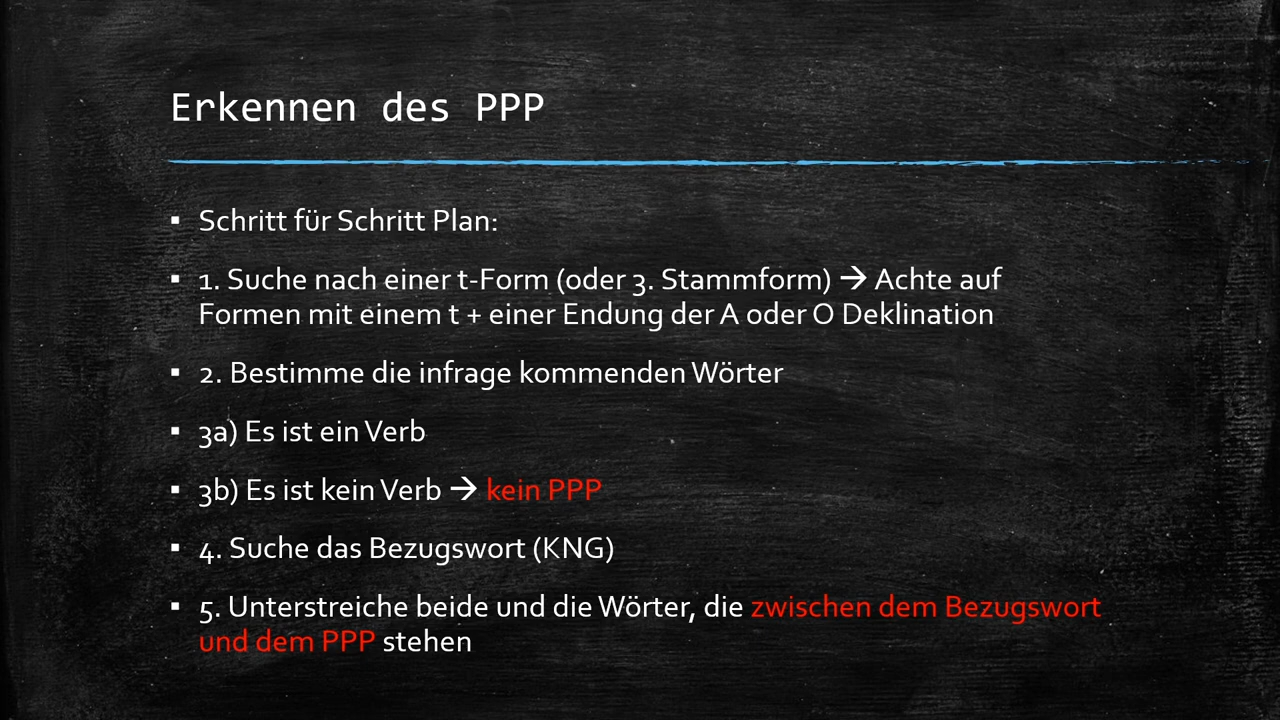 Erkennen des PPP
▪ Schritt für Schritt Plan:
▪ 1. Suche nach einer t-Form (oder 3. Stammform) → Achte auf
Formen mit einem t + einer Endung der A oder O Deklination
▪ 2. Bestimme die infrage kommenden Wörter
▪ 3a) Es ist ein Verb
▪ 3b) Es ist kein Verb → kein PPP
▪ 4. Suche das Bezugswort (KNG)
▪ 5. Unterstreiche beide und die Wörter, die zwischen dem Bezugswort
und dem PPP stehen